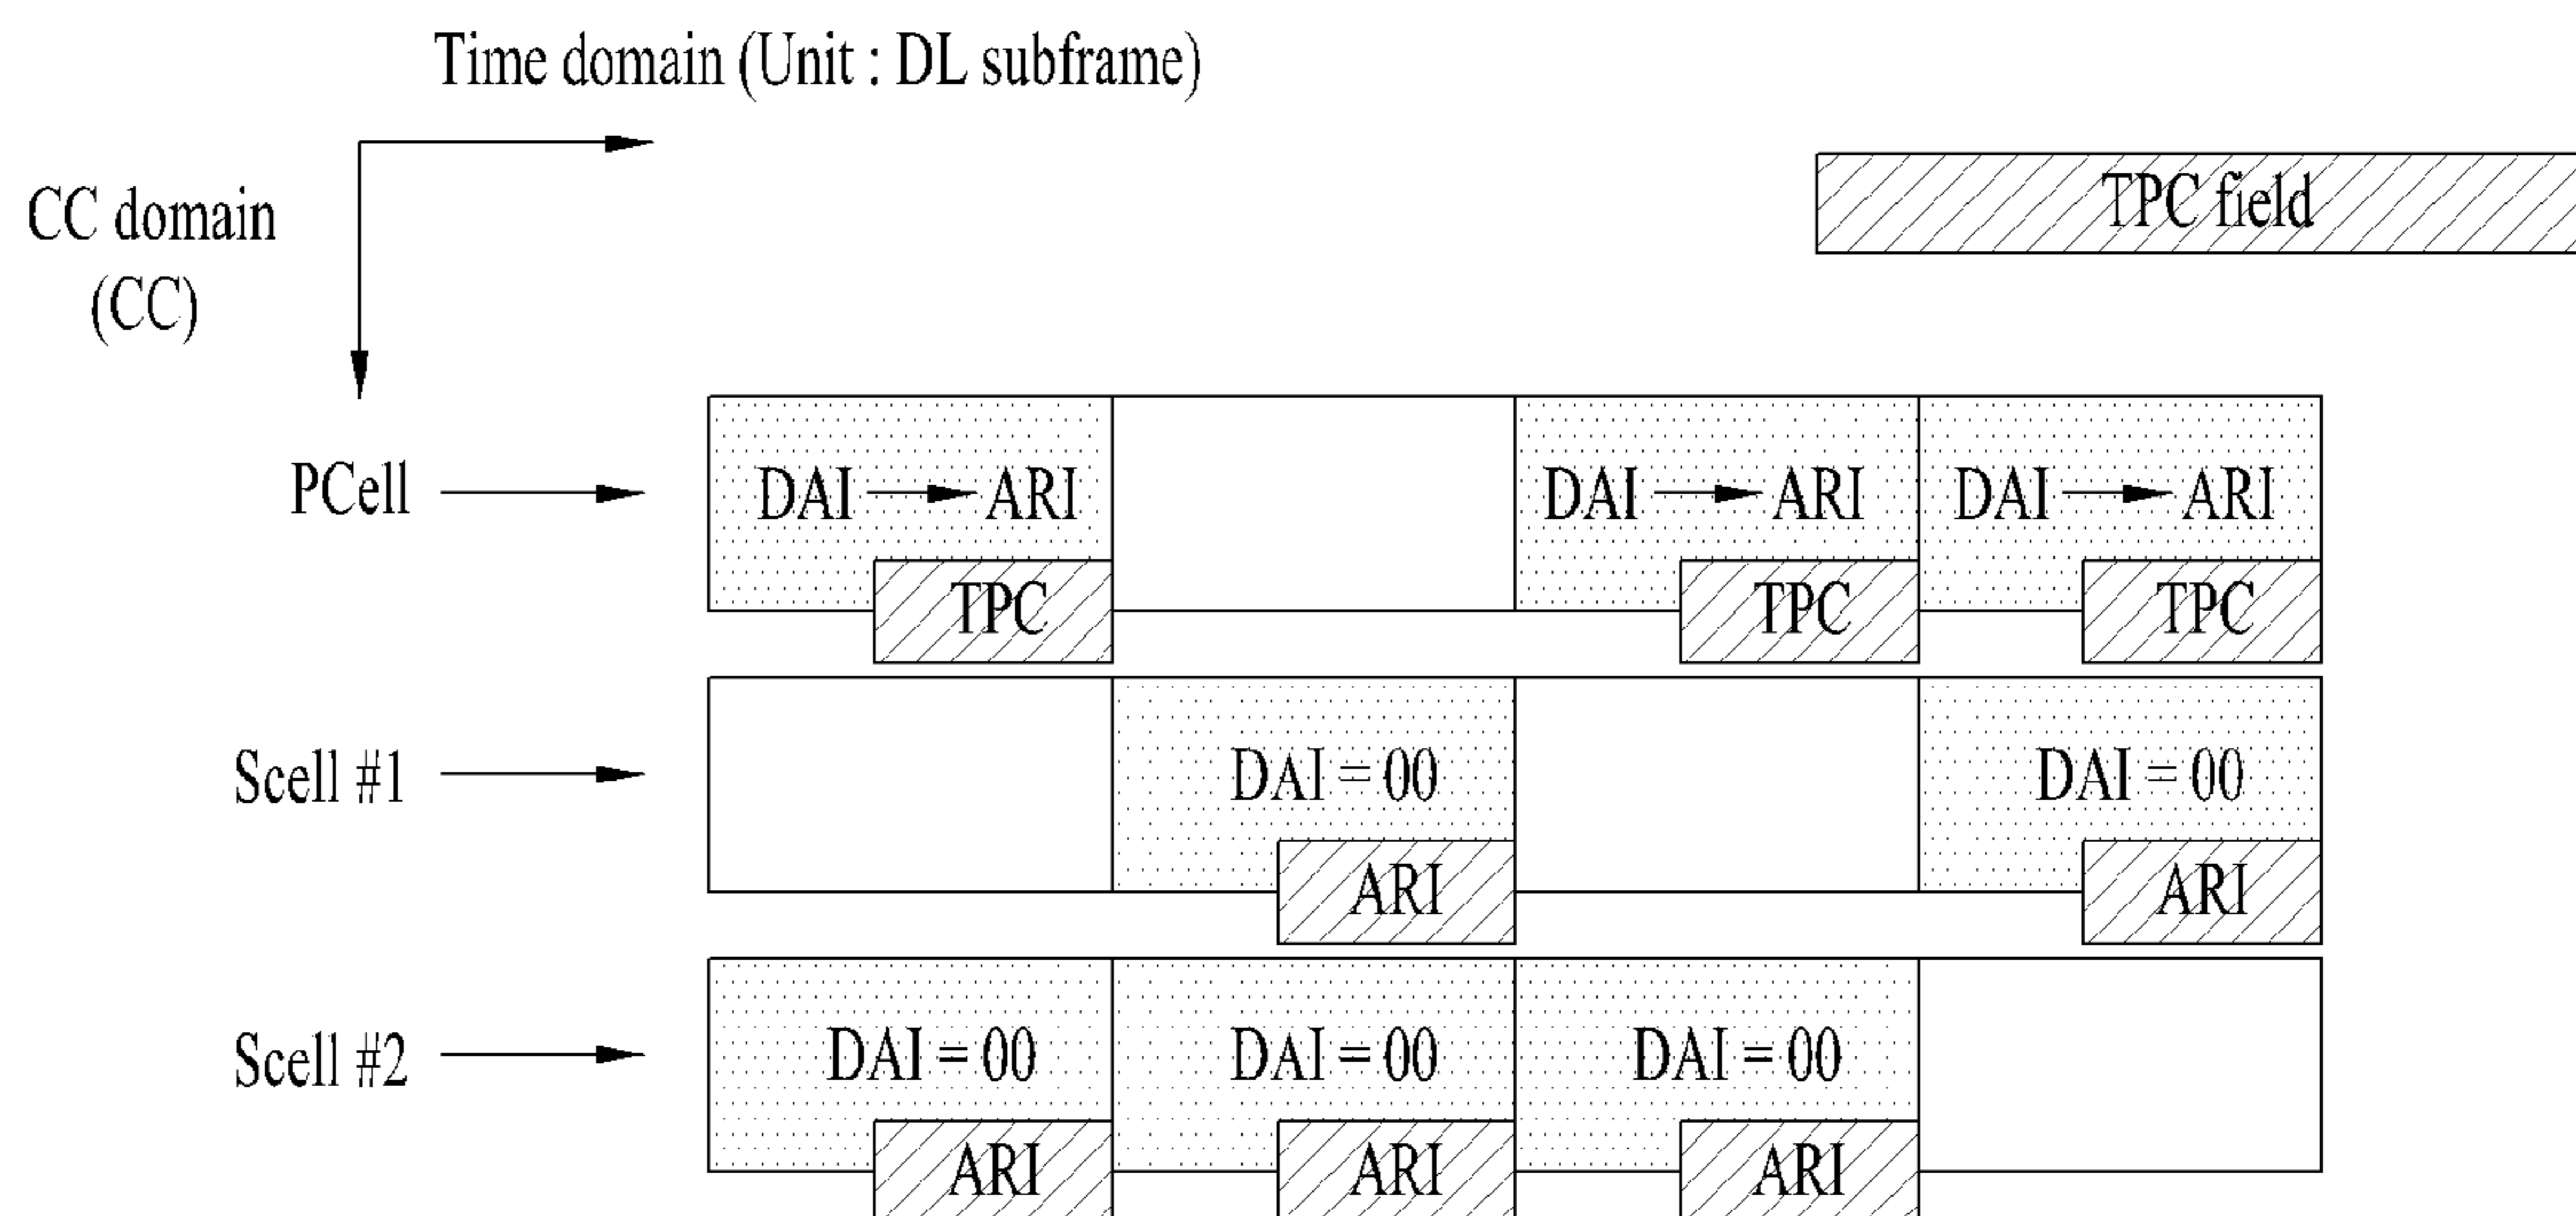 Time domain (Unit : DL subframe)
CC domain
(CC)
TPC field
PCell
DAI ARI
DAI ARI
DAI ARI
TPC
TPC
TPC
Scell #1
DAI = 00
DAI = 00
ARI
ARI
Scell #2
DAI = 00
DAI = 00
DAI = 00
ARI
ARI
ARI